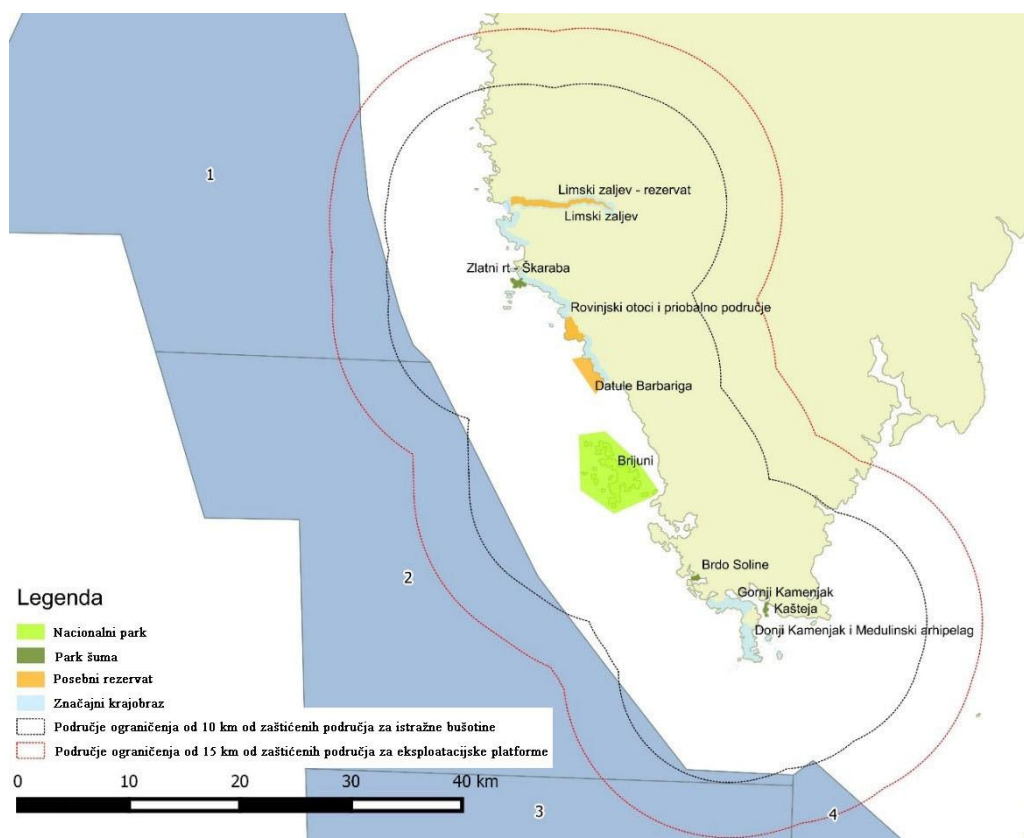 1
Limski zaljev - rezervat
Limski zaljev
Zlatni rt - Škaraba
Rovinjski otoci i priobalno područje
Datule Barbariga
Brijuni
2
Brdo Soline
Gornji Kamenjak
Kašteja
Donji Kamenjak i Medulinski arhipelag
Legenda
Nacionalni park
Park šuma
Posebni rezervat
Značajni krajobraz
Područje ograničenja od 10 km od zaštićenih područja za istražne bušotine
Područje ograničenja od 15 km od zaštićenih područja za eksploatacijske platforme
0 10 20 30 40 km
3
4